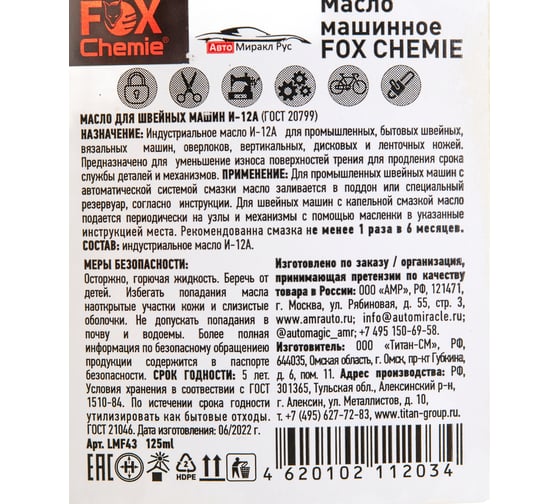 FOX
Chemie®
Авто Миракл Рус
Масло
машинное
FOX CHEMIE
МАСЛО ДЛЯ ШВЕЙНЫХ МАШИН И-12А (ГОСТ 20799)
НАЗНАЧЕНИЕ: Индустриальное масло И-12А для промышленных, бытовых швейных,
вязальных машин, оверлоков, вертикальных, дисковых и ленточных ножей.
Предназначено для уменьшение износа поверхностей трения для продления срока
службы деталей и механизмов. ПРИМЕНЕНИЕ: Для промышленных швейных машин с
автоматической системой смазки масло заливается в поддон или специальный
резервуар, согласно инструкции. Для швейных машин с капельной смазкой масло
подается периодически на узлы и механизмы с помощью масленки в указанные
инструкцией места. Рекомендованна смазка не менее 1 раза в 6 месяцев.
СОСТАВ: индустриальное масло И-12А.
МЕРЫ БЕЗОПАСНОСТИ:
Осторожно, горючая жидкость. Беречь от
детей. Избегать попадания масла на
открытые участки кожи и слизистые
оболочки. Не допускать попадания в
почву и водоемы. Более полная
информация по безопасному обращению
продукции содержится в паспорте
безопасности. СРОК ГОДНОСТИ: 5 лет.
Условия хранения в соответствии с ГОСТ
1510-84. По истечении срока годности
утилизировать как бытовые отходы.
ГОСТ 21046. Дата изготовления: 06/2022 г.
Арт. LMF43 125ml
Изготовлено по заказу / организация,
принимающая претензии по качеству
товара в России: ООО «АМР», РФ, 121471,
г. Москва, ул. Рябиновая, д. 55, стр. 3,
www.amrauto.ru, info@automiracle.ru/
@automagic_amr; +7 495 150-69-58.
Изготовитель: ООО «Титан-СМ», РФ,
644035, Омская область, г. Омск, пр-кт Губкина,
д. 6, пом. 11. Адрес производства: РФ,
301365, Тульская обл., Алексинский р-н,
г. Алексин, ул. Металлистов, д. 10,
т. +7 (495) 627-72-83, www.titan-group.ru.
EAC
2
HDPE
4 620102 112034 >